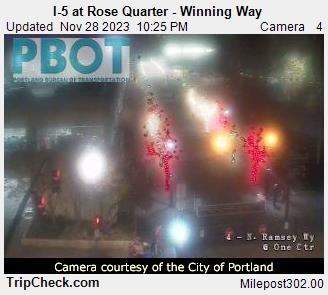 I-5 at Rose Quarter - Winning Way
Updated Nov 28 2023 10:25 PM Camera 4
PBOT
PORTLAND BUREAU OF TRANSPORTATION
4 - N. Ramsey Wy
@ One Ctr
Camera courtesy of the City of Portland
TripCheck.com Milepost302.00